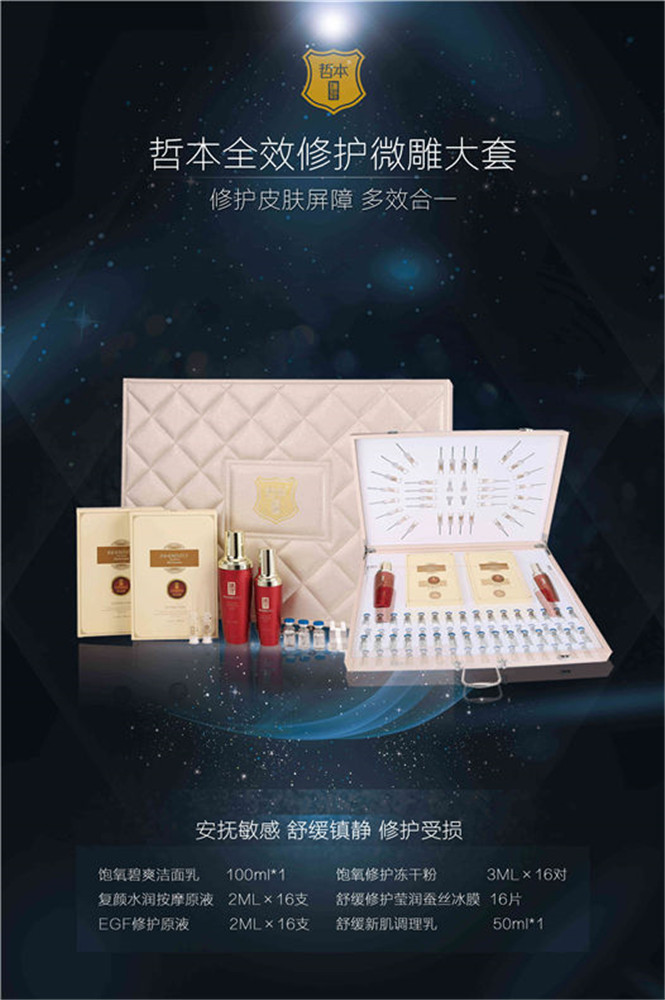 哲本
哲本全效修护微雕大套
修护皮肤屏障 多效合一
安抚敏感 舒缓镇静 修护受损
饱氧碧爽洁面乳 100ml*1 饱氧修护冻干粉 3ML×16对
复颜水润按摩原液 2ML×16支 舒缓修护莹润蚕丝冰膜 16片
EGF修护原液 2ML×16支 舒缓新肌调理乳 50ml*1